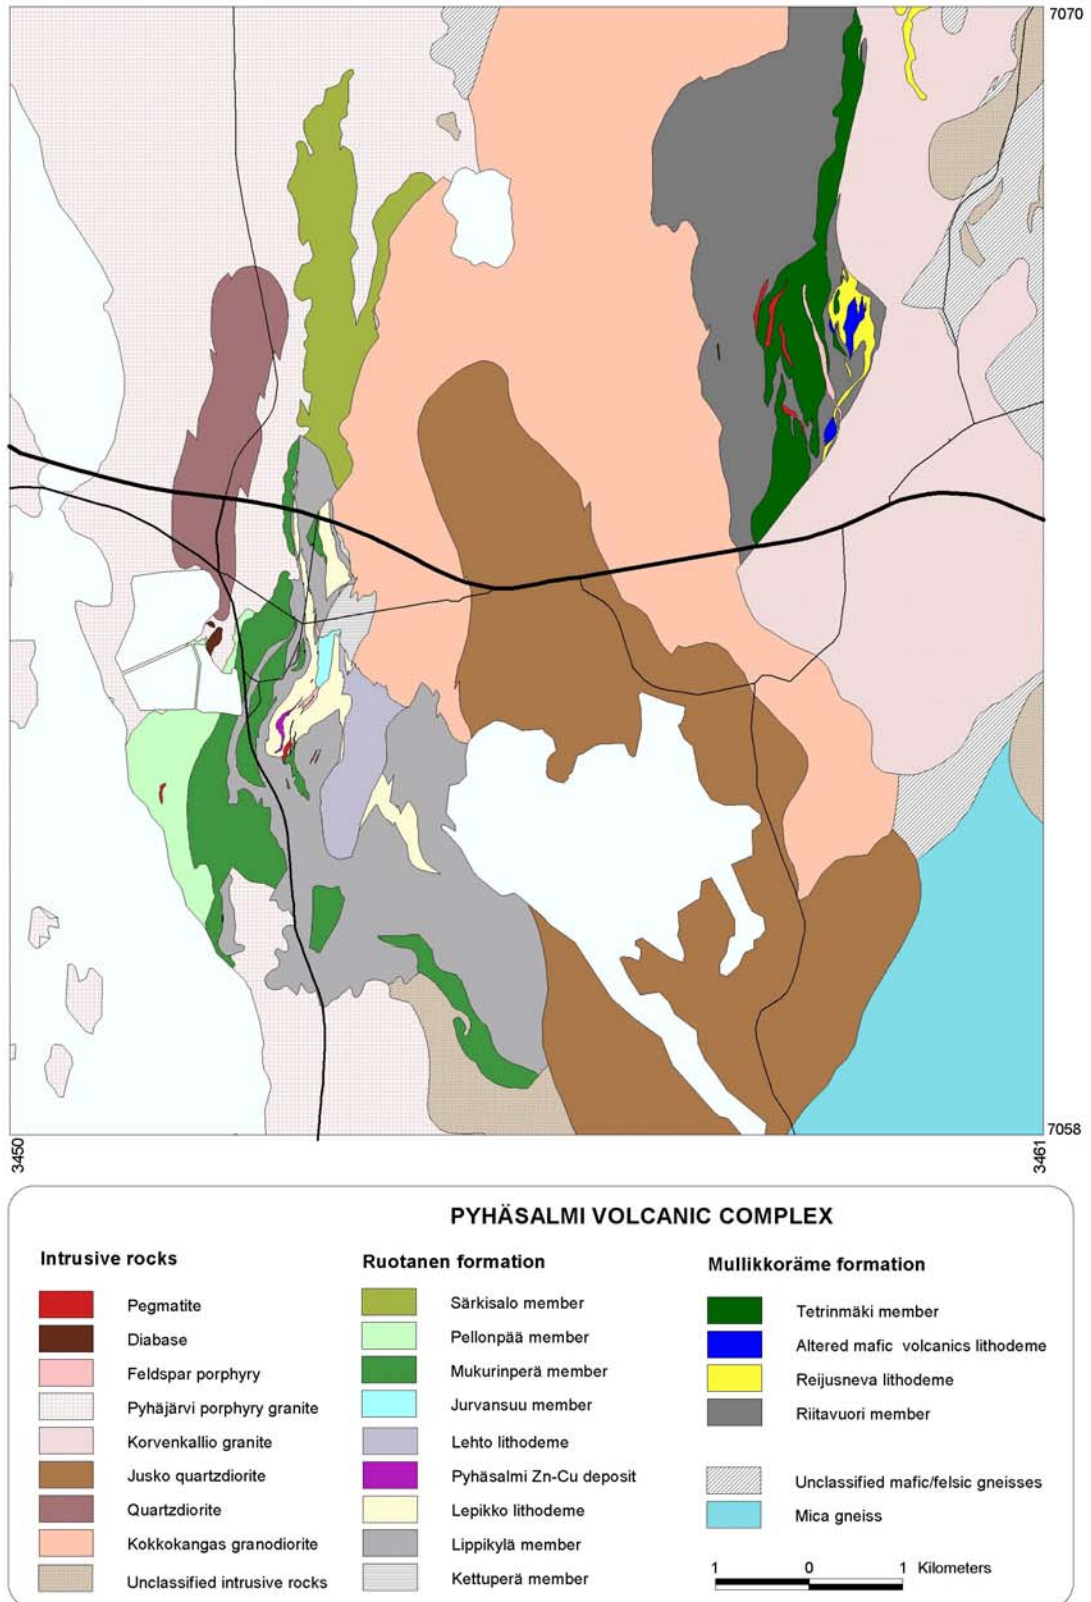 7070
7058
3450
3461
PYHÄSALMI VOLCANIC COMPLEX
Intrusive rocks
Pegmatite
Diabase
Feldspar porphyry
Pyhäjärvi porphyry granite
Korvenkallio granite
Jusko quartzdiorite
Quartzdiorite
Kokkokangas granodiorite
Unclassified intrusive rocks
Ruotanen formation
Särkisalo member
Pellonpää member
Mukurinperä member
Jurvansuu member
Lehto lithodeme
Pyhäsalmi Zn-Cu deposit
Lepikko lithodeme
Lippikylä member
Kettuperä member
Mullikkoräme formation
Tetrinmäki member
Altered mafic volcanics lithodeme
Reijusneva lithodeme
Riitavuori member
Unclassified mafic/felsic gneisses
Mica gneiss
1 0 1 Kilometers